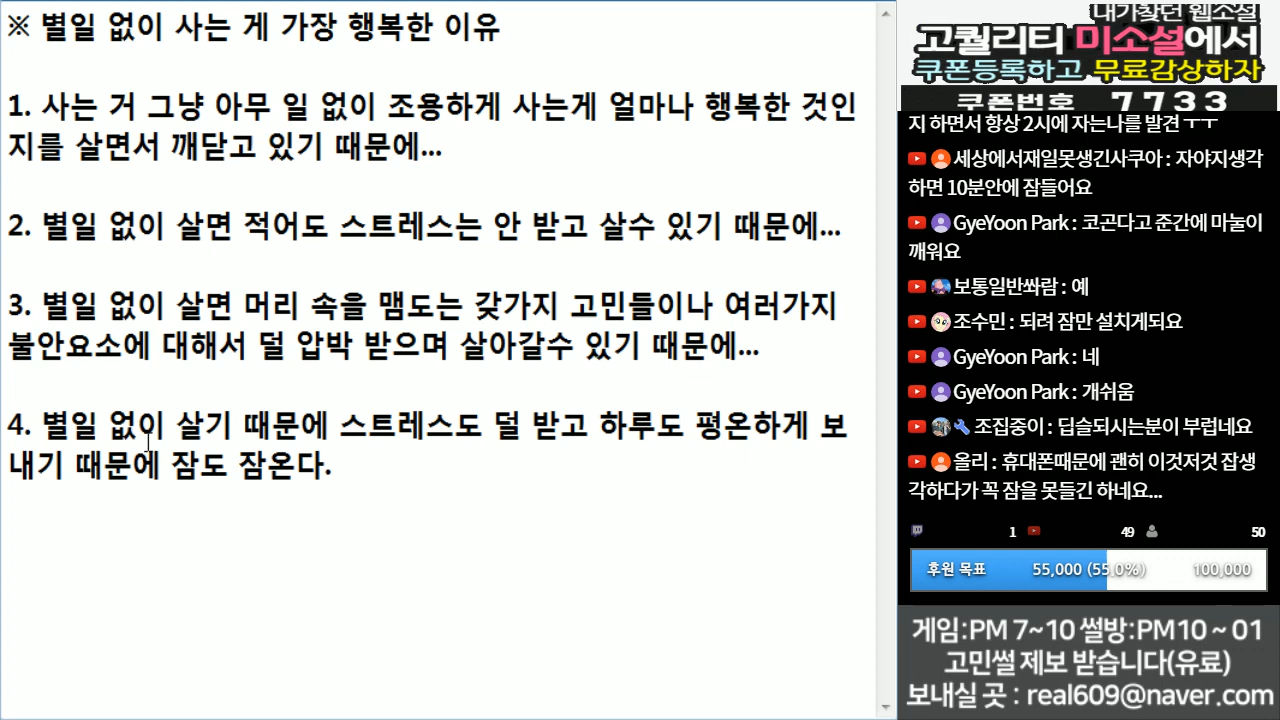 ※ 별일 없이 사는 게 가장 행복한 이유
1. 사는 거 그냥 아무 일 없이 조용하게 사는게 얼마나 행복한 것인
지를 살면서 깨닫고 있기 때문에...
2. 별일 없이 살면 적어도 스트레스는 안 받고 살수 있기 때문에...
3. 별일 없이 살면 머리 속을 맴도는 갖가지 고민들이나 여러가지
불안요소에 대해서 덜 압박 받으며 살아갈수 있기 때문에...
4. 별일 없이 살기 때문에 스트레스도 덜 받고 하루도 평온하게 보
내기 때문에 잠도 잠온다.
내가찾던 웹소설
고퀄리티 미소설에서
쿠폰등록하고 무료감상하자
쿠폰번호 7733
지 하면서 항상 2시에 자는나를 발견 ㅜㅜ
세상에서재일못생긴사쿠아 : 자야지생각
하면 10분안에 잠들어요
GyeYoon Park : 코곤다고 준간에 마눌이
깨워요
보통일반쏴람 : 예
조수민 : 되려 잠만 설치게되요
GyeYoon Park : 네
GyeYoon Park : 개쉬움
조집중이 : 딥슬되시는분이 부럽네요
올리 : 휴대폰때문에 괜히 이것저것 잡생
각하다가 꼭 잠을 못들긴 하네요...
1 49 50
후원 목표 55,000 (55.0%) 100,000
게임:PM 7~10 썰방:PM10 ~ 01
고민썰 제보 받습니다(유료)
보내실 곳 : real609@naver.com